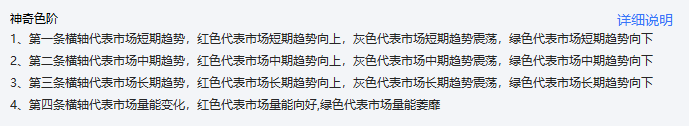 神奇色阶 详细说明
1、第一条横轴代表市场短期趋势，红色代表市场短期趋势向上，灰色代表市场短期趋势震荡，绿色代表市场短期趋势向下
2、第二条横轴代表市场中期趋势，红色代表市场中期趋势向上，灰色代表市场中期趋势震荡，绿色代表市场中期趋势向下
3、第三条横轴代表市场长期趋势，红色代表市场长期趋势向上，灰色代表市场长期趋势震荡，绿色代表市场长期趋势向下
4、第四条横轴代表市场量能变化，红色代表市场量能向好,绿色代表市场量能萎靡